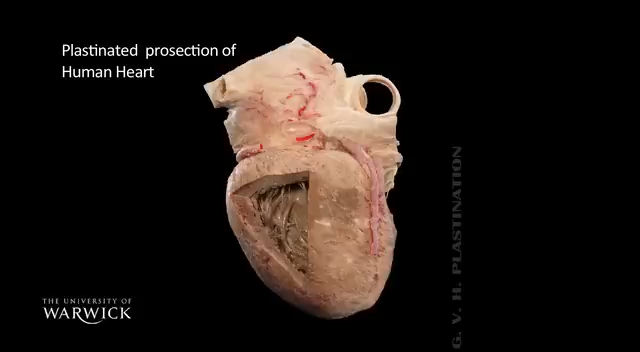 Plastinated prosection of
Human Heart
THE UNIVERSITY OF
WARWICK
G. V. H. PLASTINATION